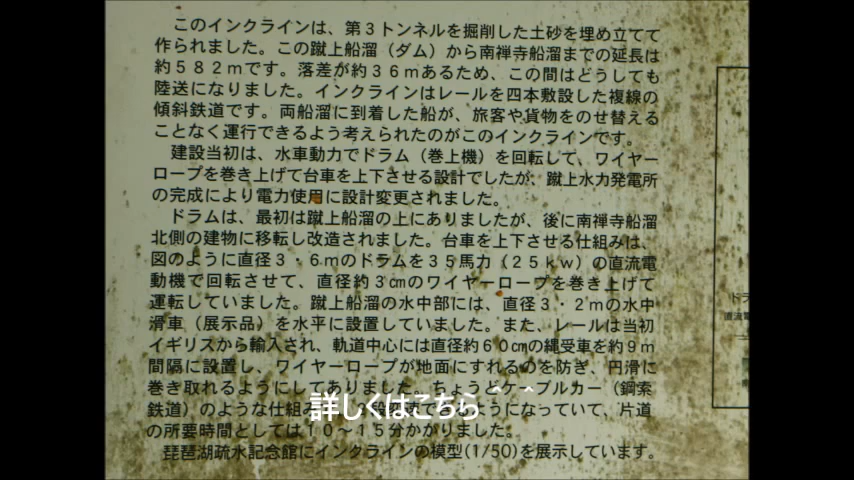 このインクラインは、第３トンネルを掘削した土砂を埋め立てて
作られました。この蹴上船溜（ダム）から南禅寺船溜までの延長は
約５８２ｍです。落差が約３６ｍあるため、この間はどうしても
陸送になりました。インクラインはレールを四本敷設した複線の
傾斜鉄道です。両船溜に到着した船が、旅客や貨物をのせ替える
ことなく運行できるよう考えられたのがこのインクラインです。
建設当初は、水車動力でドラム（巻上機）を回転して、ワイヤー
ロープを巻き上げて台車を上下させる設計でしたが、蹴上水力発電所
の完成により電力使用に設計変更されました。
ドラムは、最初は蹴上船溜の上にありましたが、後に南禅寺船溜
北側の建物に移転し改造されました。台車を上下させる仕組みは、
図のように直径３・６ｍのドラムを３５馬力（２５ｋｗ）の直流電
動機で回転させて、直径約３㎝のワイヤーロープを巻き上げて
運転していました。蹴上船溜の水中部には、直径３・２ｍの水中
滑車（展示品）を水平に設置していました。また、レールは当初
イギリスから輸入され、軌道中心には直径約６０㎝の縄受車を約９ｍ
間隔に設置し、ワイヤーロープが地面にすれるのを防ぎ、円滑に
巻き取れるようにしてありました。ちょうどケーブルカー（鋼索
鉄道）のような仕組み ようになっていて、片道
の所要時間としては１０～１５分かかりました。
琵琶湖疏水記念館にインクラインの模型(1/50)を展示しています。
詳しくはこちら＾＾
ドラ
直流電